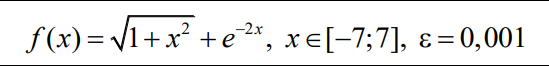 f(x) = √(1 + x²) + e⁻²ˣ, x ∈ [−7; 7], ε = 0,001